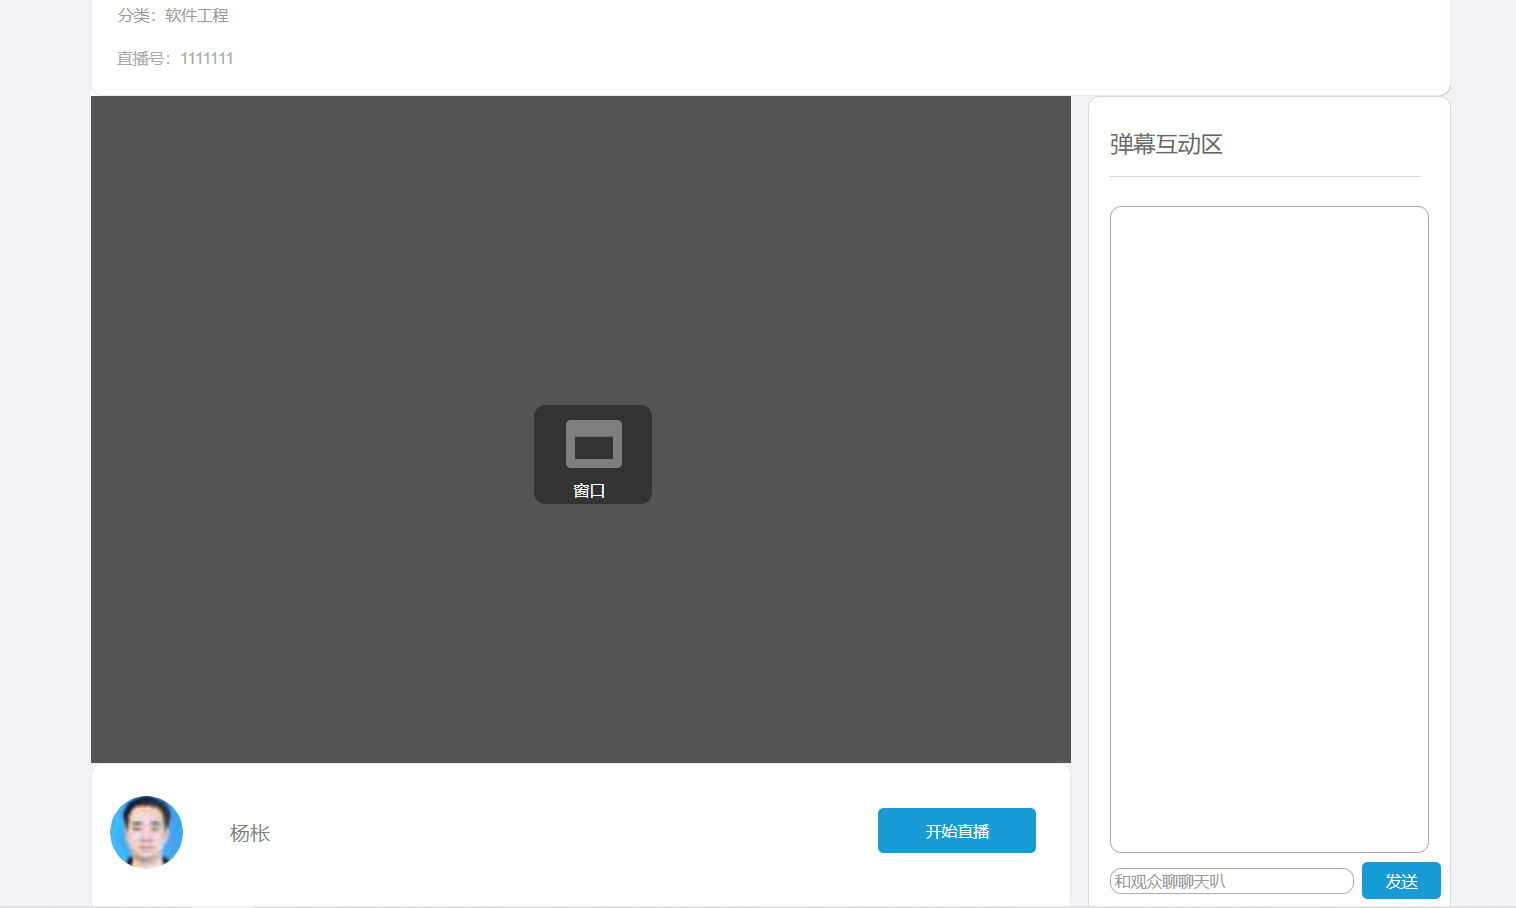 分类：软件工程
直播号：1111111
弹幕互动区
窗口
杨枨
开始直播
和观众聊聊天叭
发送